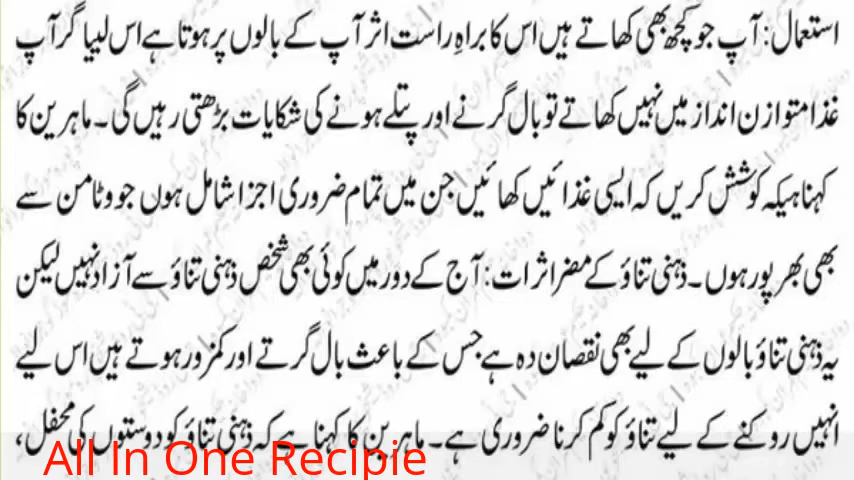 استعمال: آپ جو کچھ بھی کھاتے ہیں اس کا براہِ راست اثر آپ کے بالوں پر ہوتا ہے اس لیے اگر آپ
غذا متوازن انداز میں نہیں کھاتے تو بال گرنے اور پتلے ہونے کی شکایات بڑھتی رہیں گی۔ ماہرین کا
کہنا ہیکہ کوشش کریں کہ ایسی غذائیں کھائیں جن میں تمام ضروری اجزا شامل ہوں جو وٹامن سے
بھی بھرپور ہوں۔ ذہنی تناؤ کے مضر اثرات: آج کے دور میں کوئی بھی شخص ذہنی تناؤ سے آزاد نہیں لیکن
یہ ذہنی تناؤ بالوں کے لیے بھی نقصان دہ ہے جس کے باعث بال گرتے اور کمزور ہوتے ہیں اس لیے
انہیں روکنے کے لیے تناؤ کو کم کرنا ضروری ہے۔ ماہرین کا کہنا ہے کہ ذہنی تناؤ کو دوستوں کی محفل،
All In One Recipie